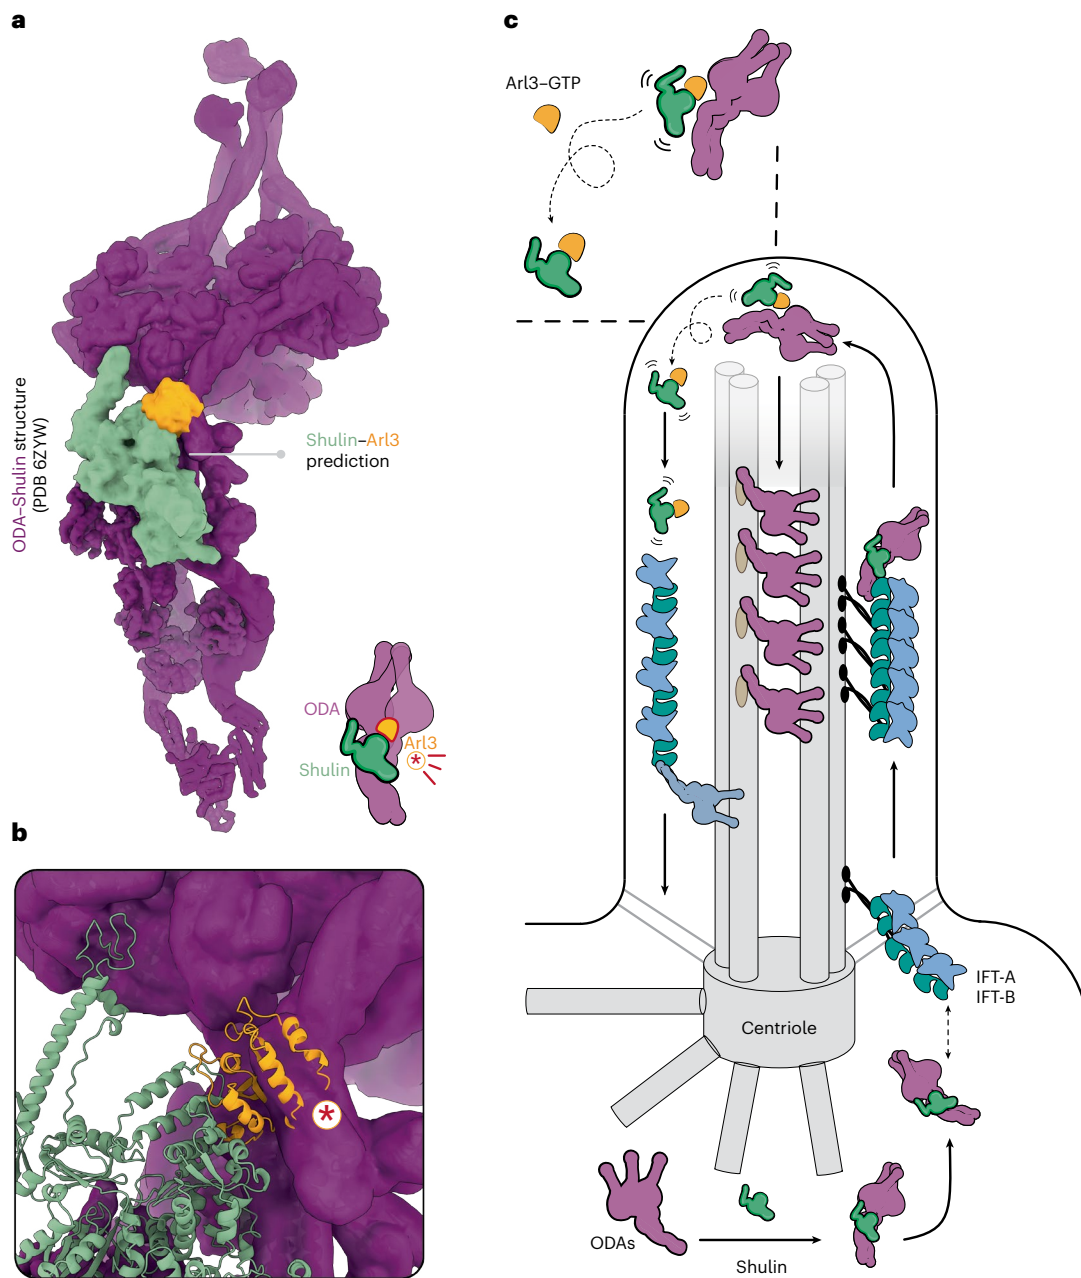 a
ODA–Shulin structure
(PDB 6ZYW)
Shulin–Arl3
prediction
ODA
Arl3
*
Shulin
b
*
c
Arl3–GTP
IFT-A
IFT-B
Centriole
ODAs
Shulin